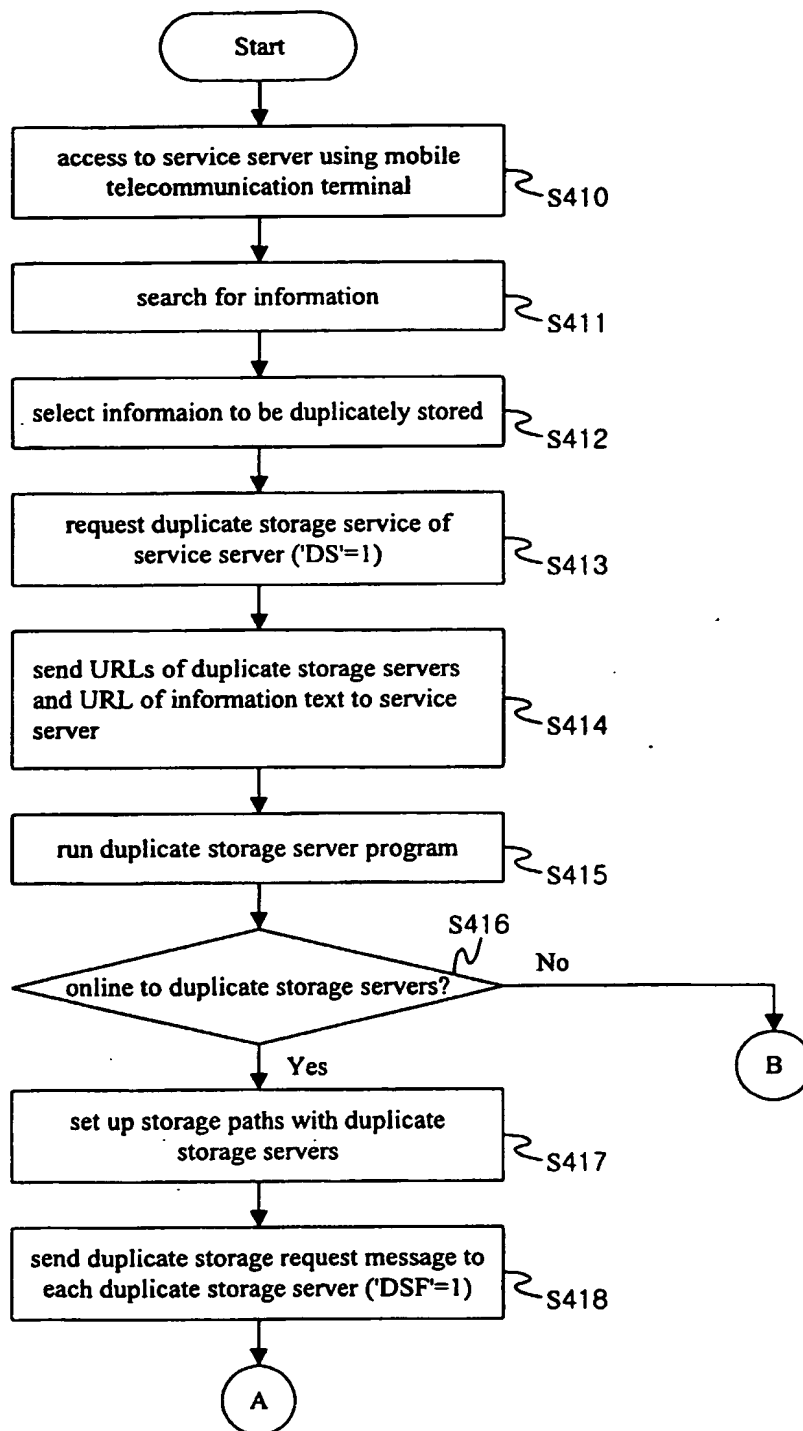 Start
access to service server using mobile
telecommunication terminal
S410
search for information
S411
select informaion to be duplicately stored
S412
request duplicate storage service of
service server ('DS'=1)
S413
send URLs of duplicate storage servers
and URL of information text to service
server
S414
run duplicate storage server program
S415
S416
online to duplicate storage servers?
No
B
Yes
set up storage paths with duplicate
storage servers
S417
send duplicate storage request message to
each duplicate storage server ('DSF'=1)
S418
A